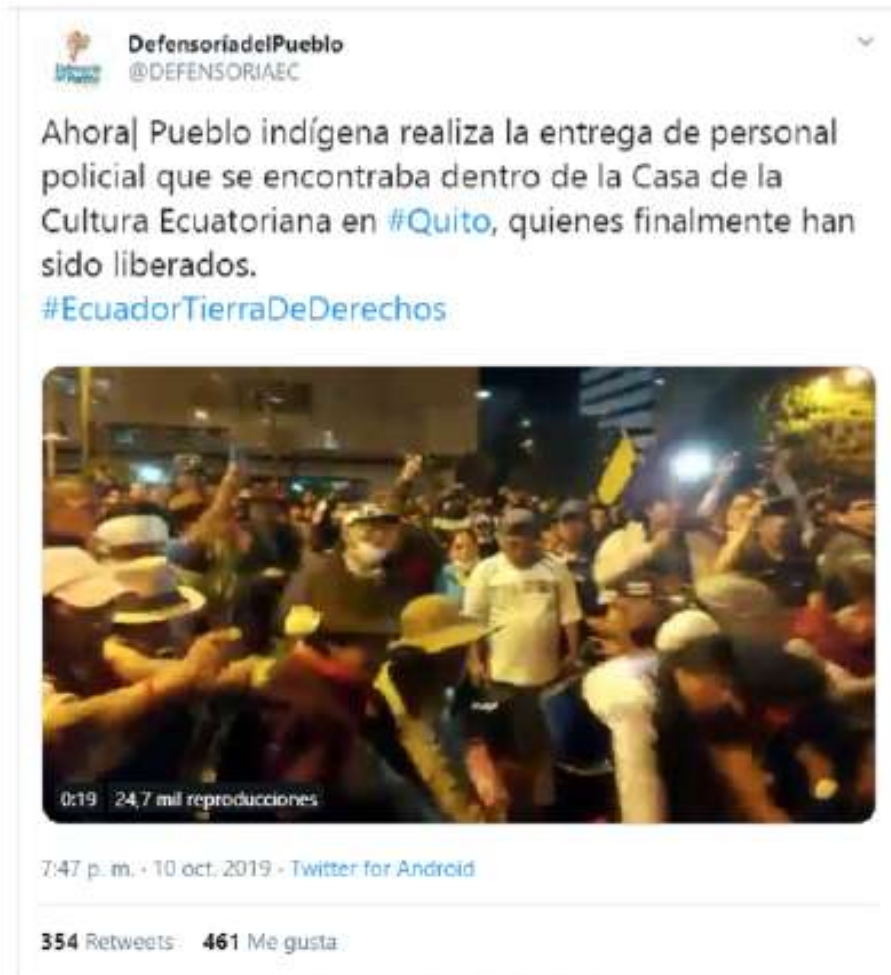 DefensoríadelPueblo
@DEFENSORIAEC
Ahora| Pueblo indígena realiza la entrega de personal
policial que se encontraba dentro de la Casa de la
Cultura Ecuatoriana en #Quito, quienes finalmente han
sido liberados.
#EcuadorTierraDeDerechos
0:19 24,7 mil reproducciones
7:47 p. m. · 10 oct. 2019 · Twitter for Android
354 Retweets 461 Me gusta